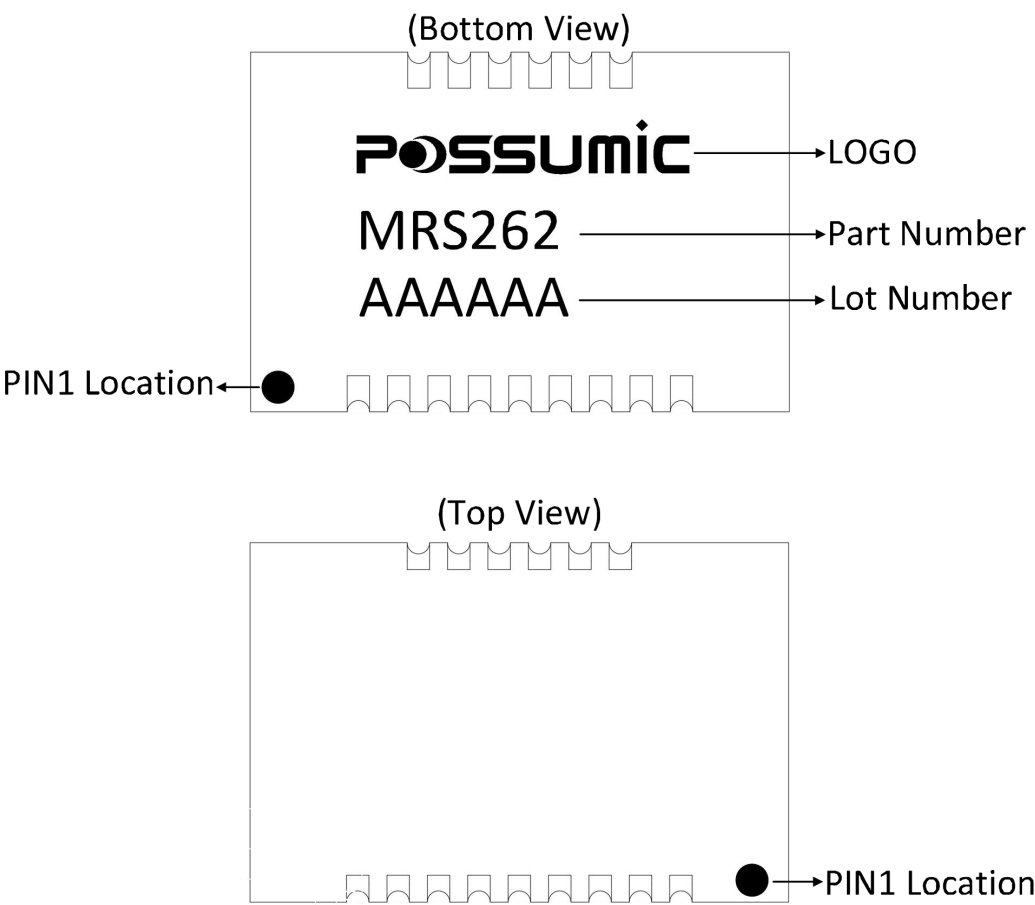 (Bottom View)
POSSUMIC
LOGO
MRS262
Part Number
AAAAAA
Lot Number
PIN1 Location
(Top View)
PIN1 Location